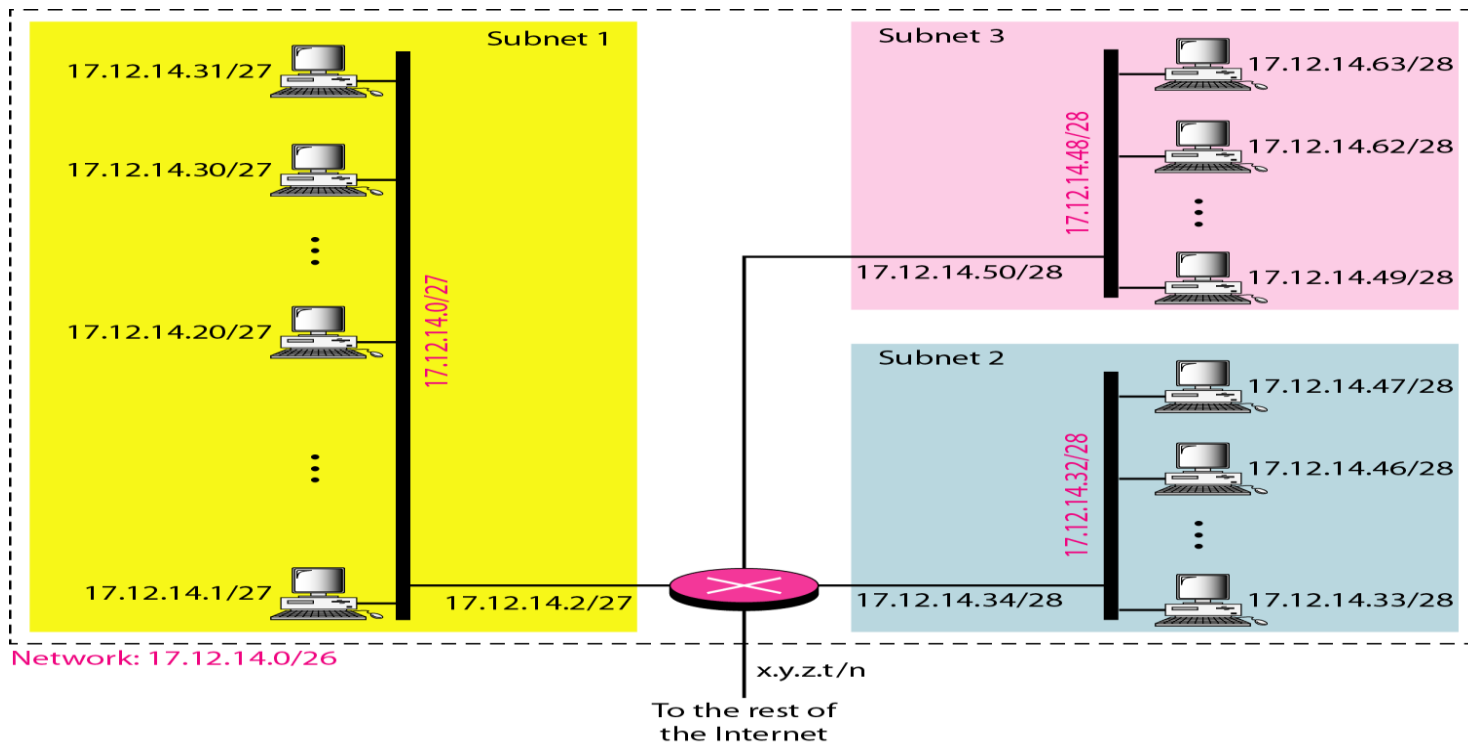 Subnet 1
17.12.14.31/27
17.12.14.30/27
17.12.14.20/27
17.12.14.1/27
17.12.14.0/27
17.12.14.2/27
Subnet 3
17.12.14.63/28
17.12.14.62/28
17.12.14.49/28
17.12.14.48/28
17.12.14.50/28
Subnet 2
17.12.14.47/28
17.12.14.46/28
17.12.14.33/28
17.12.14.32/28
17.12.14.34/28
Network: 17.12.14.0/26
x.y.z.t/n
To the rest of
the Internet